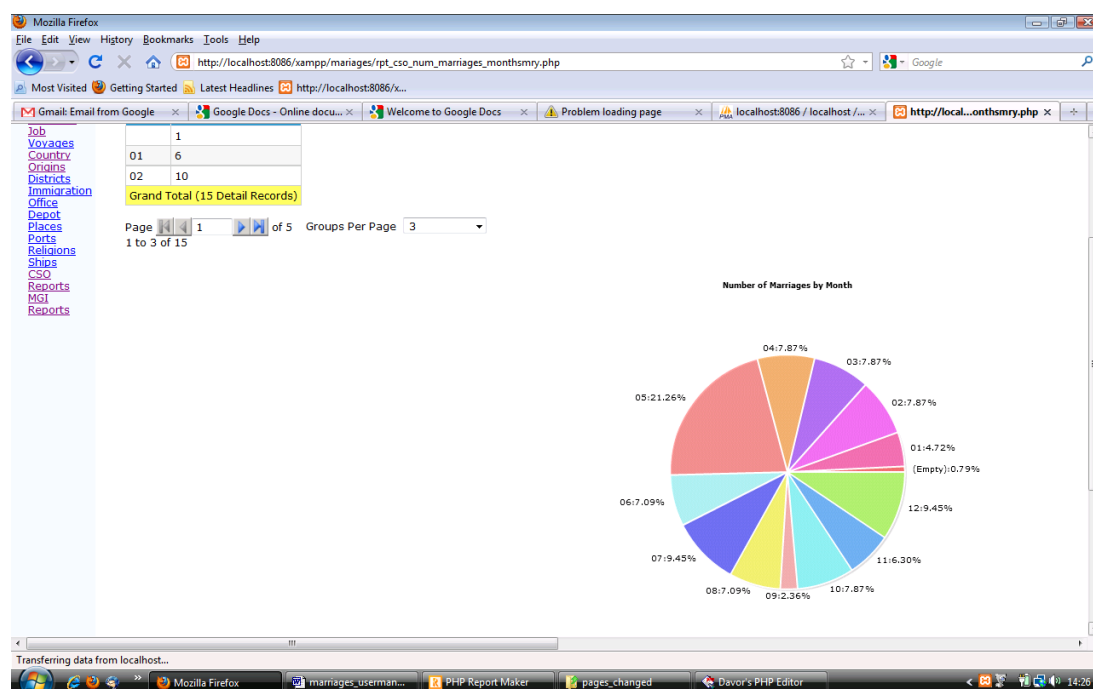 Mozilla Firefox
File Edit View History Bookmarks Tools Help
http://localhost:8086/xampp/mariages/rpt_cso_num_marriages_monthsmry.php
Google
Most Visited Getting Started Latest Headlines http://localhost:8086/x...
Gmail: Email from Google Google Docs - Online docu... Welcome to Google Docs Problem loading page localhost:8086 / localhost /... http://local...onthsmry.php
Job
Voyages
Country
Origins
Districts
Immigration
Office
Depot
Places
Ports
Religions
Ships
CSO
Reports
MGI
Reports
1
01 6
02 10
Grand Total (15 Detail Records)
Page 1 of 5 Groups Per Page 3
1 to 3 of 15
Number of Marriages by Month
04:7.87%
03:7.87%
05:21.26%
02:7.87%
01:4.72%
(Empty):0.79%
06:7.09%
12:9.45%
07:9.45%
11:6.30%
08:7.09%
09:2.36%
10:7.87%
Transferring data from localhost...
Mozilla Firefox marriages_userman... PHP Report Maker pages_changed Davor's PHP Editor 14:26